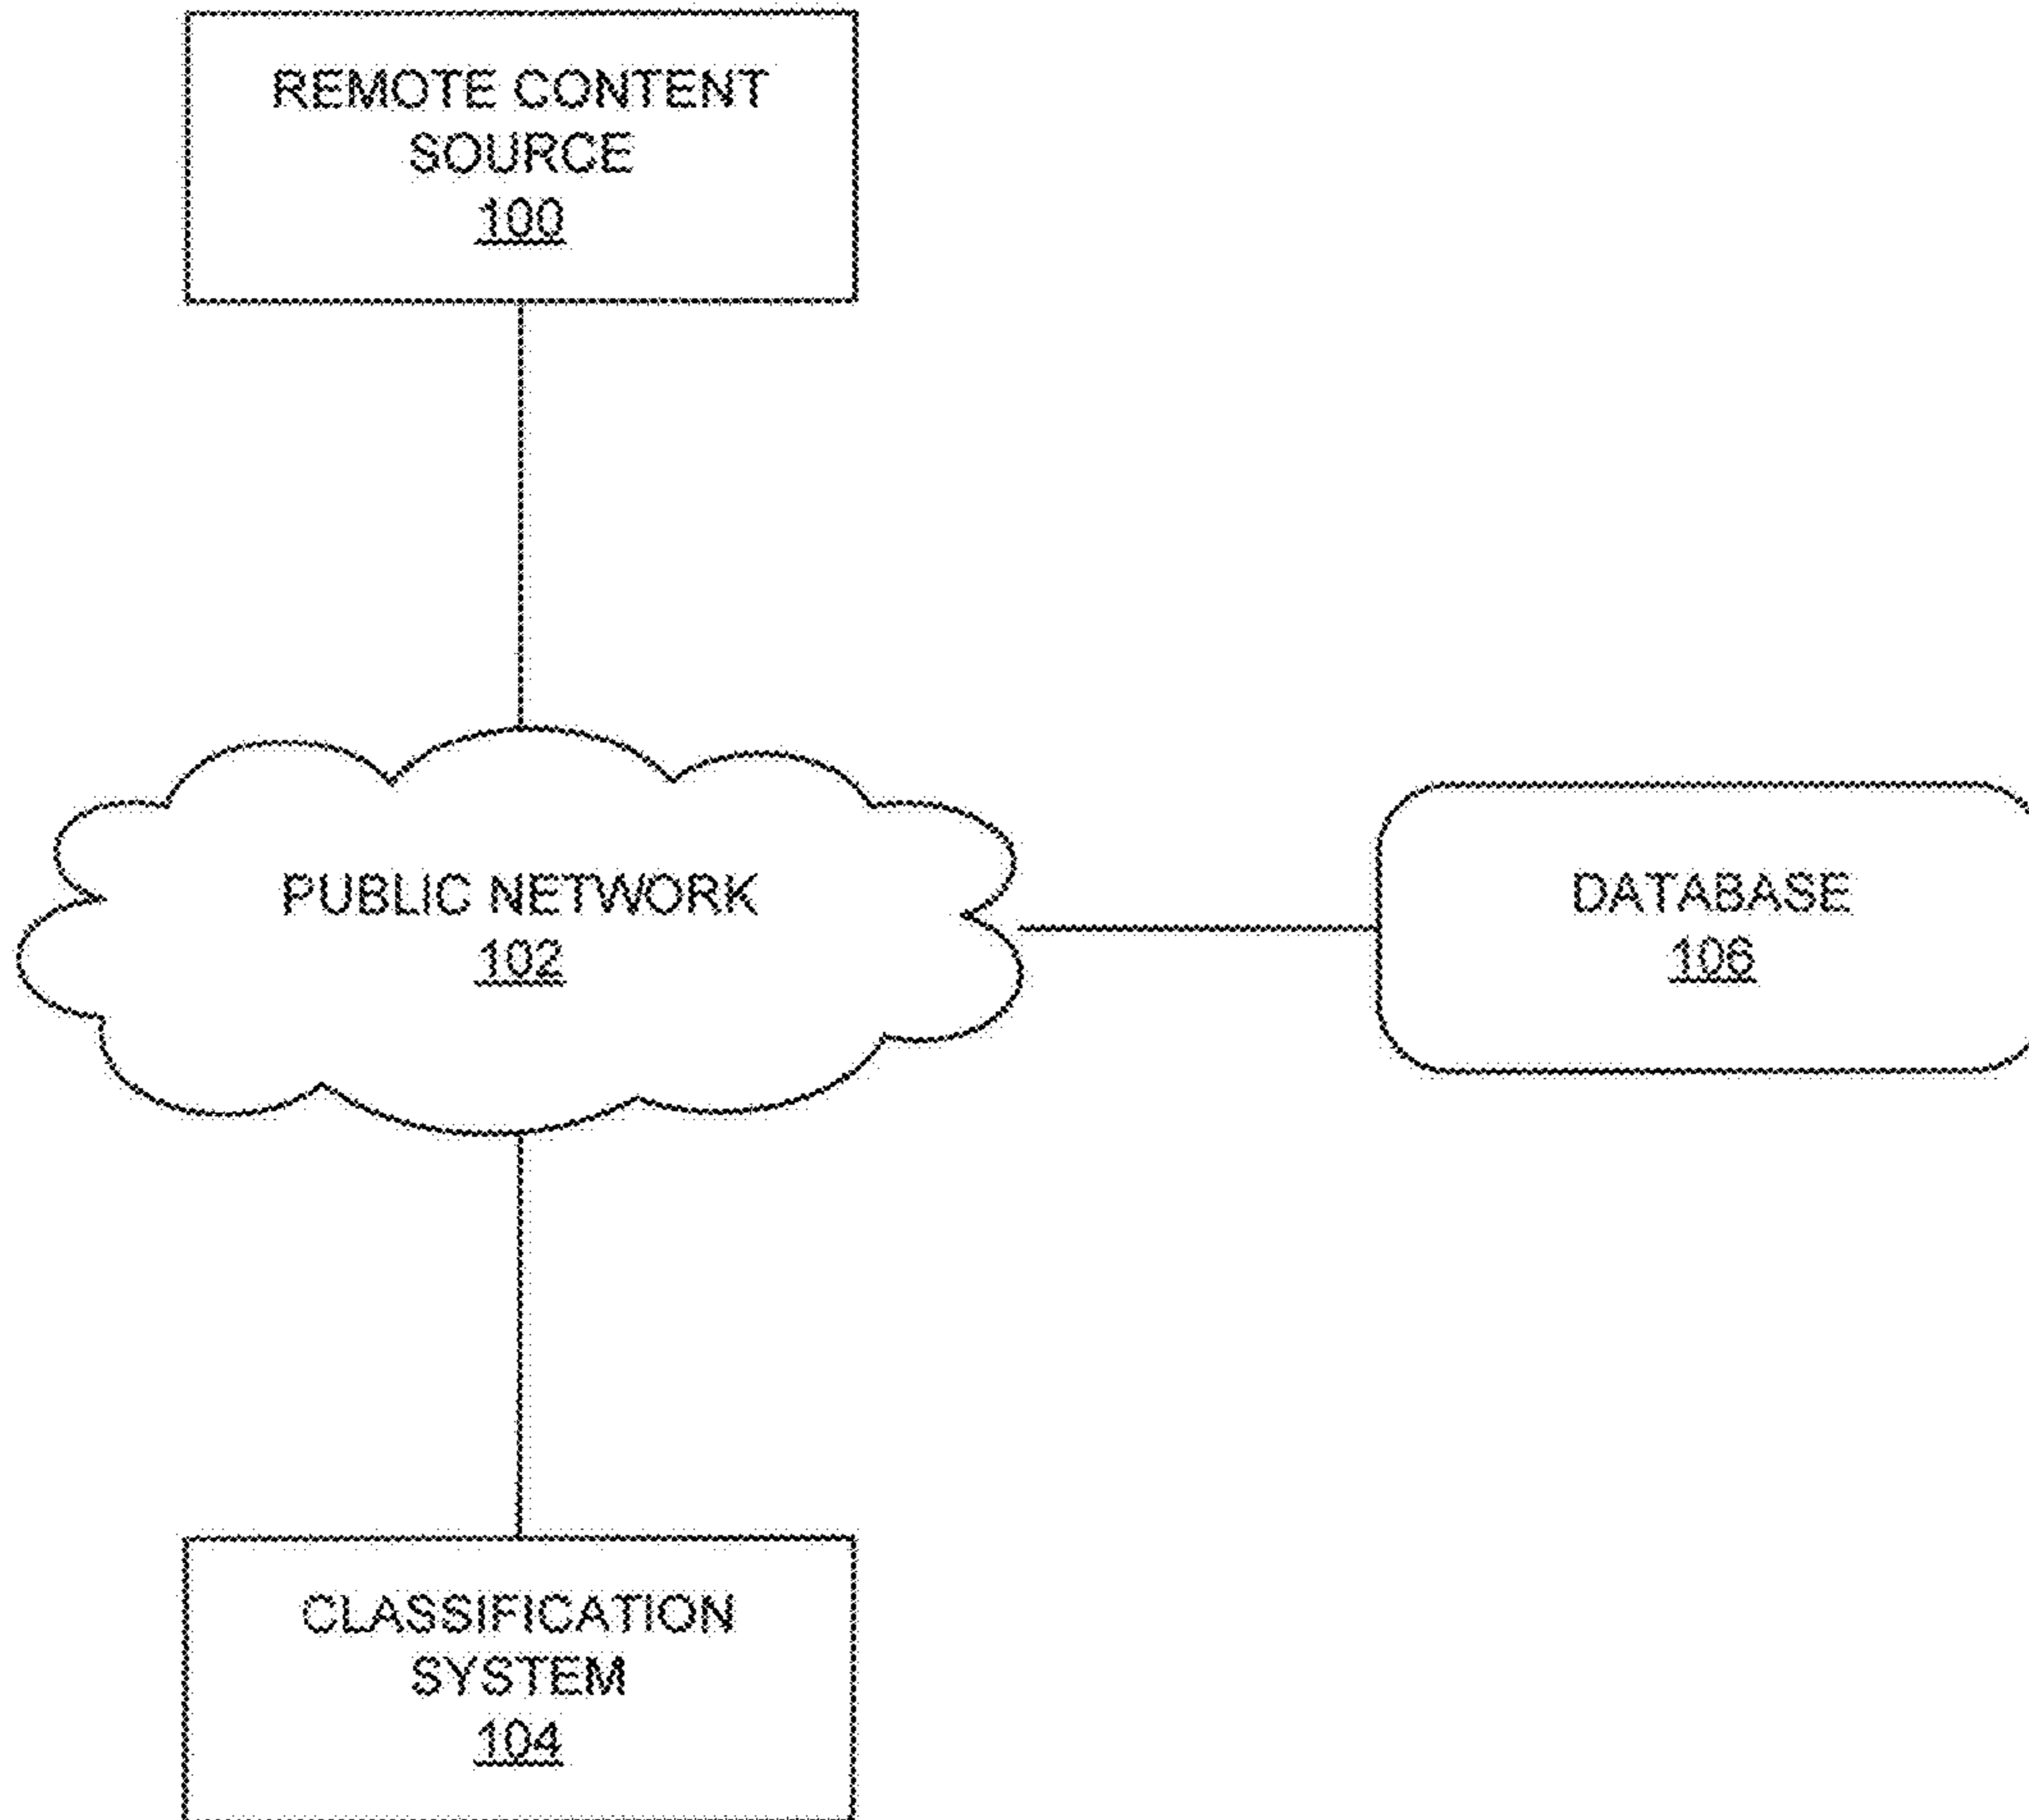 REMOTE CONTENT
SOURCE
100
PUBLIC NETWORK
102
DATABASE
106
CLASSIFICATION
SYSTEM
104